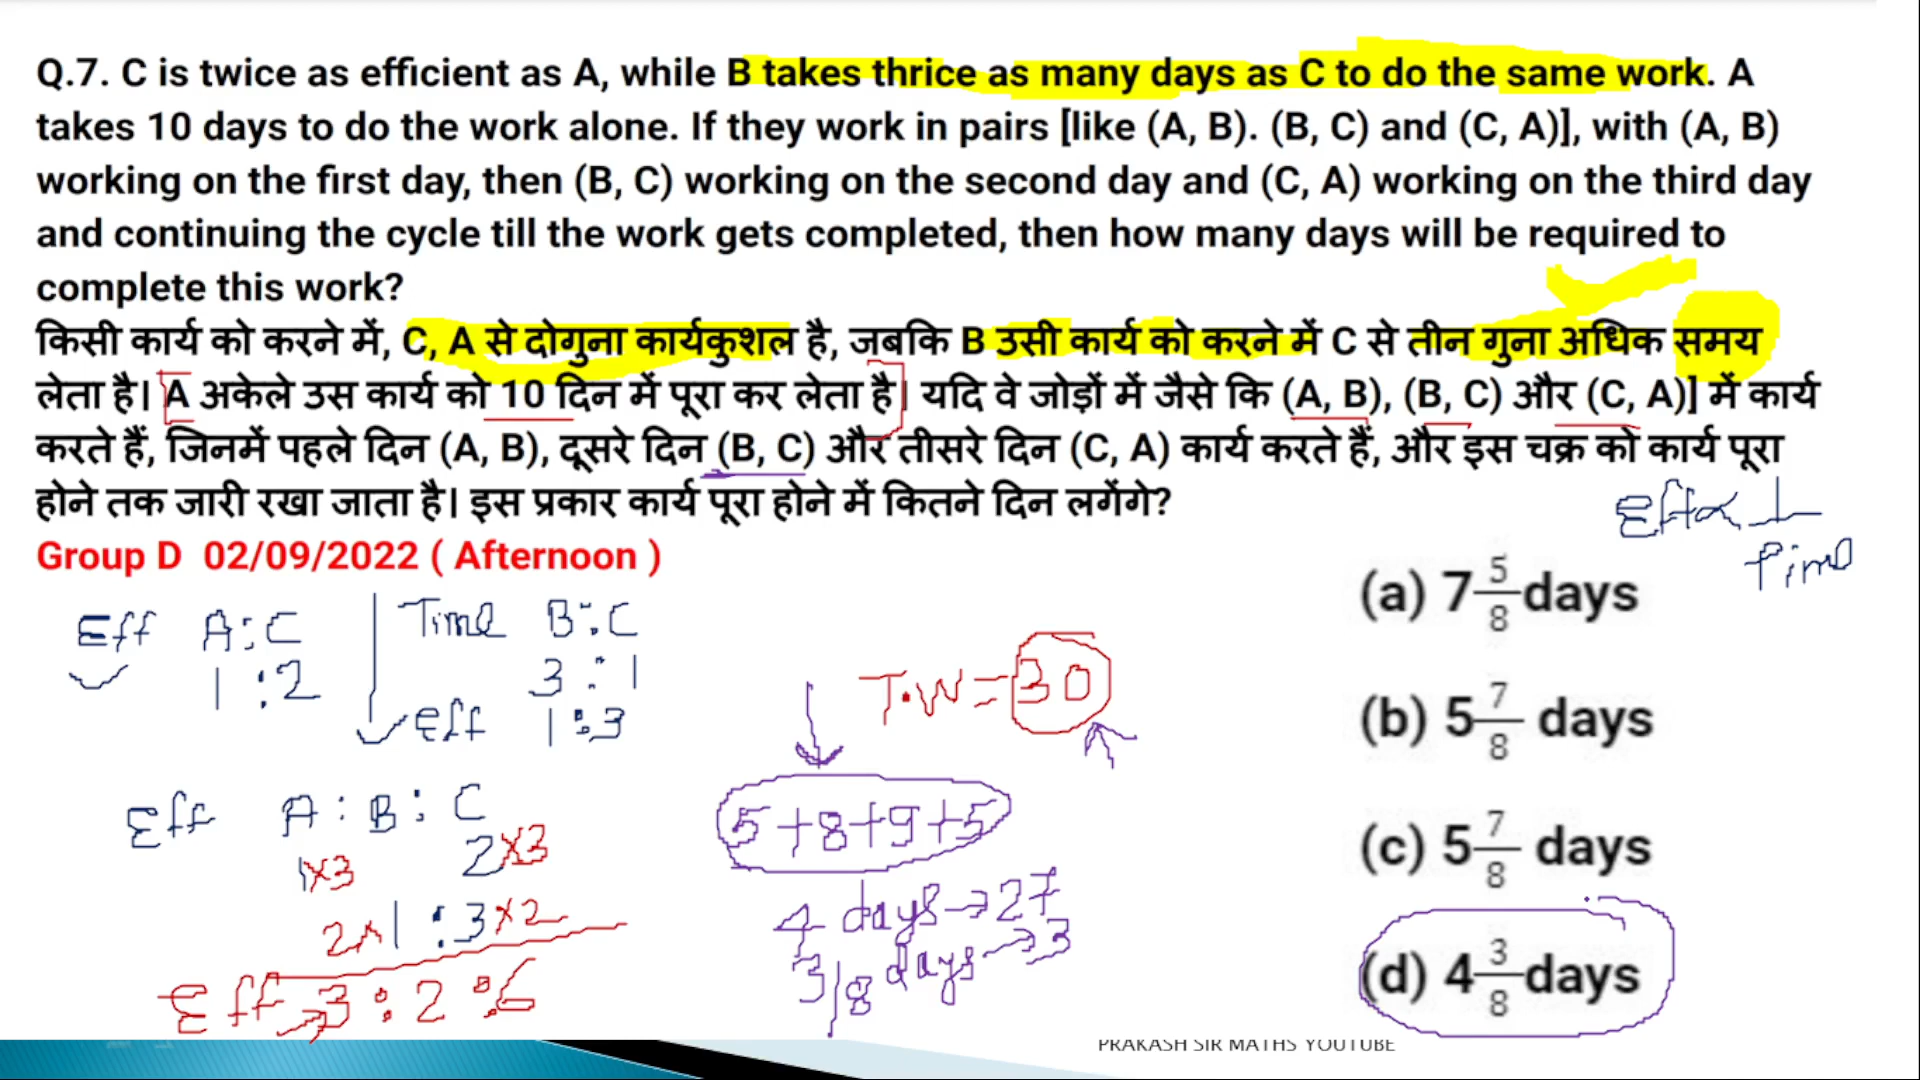 Q.7. C is twice as efficient as A, while B takes thrice as many days as C to do the same work. A
takes 10 days to do the work alone. If they work in pairs [like (A, B). (B, C) and (C, A)], with (A, B)
working on the first day, then (B, C) working on the second day and (C, A) working on the third day
and continuing the cycle till the work gets completed, then how many days will be required to
complete this work?
किसी कार्य को करने में, C, A से दोगुना कार्यकुशल है, जबकि B उसी कार्य को करने में C से तीन गुना अधिक समय
लेता है। A अकेले उस कार्य को 10 दिन में पूरा कर लेता है। यदि वे जोड़ों में जैसे कि (A, B), (B, C) और (C, A)] में कार्य
करते हैं, जिनमें पहले दिन (A, B), दूसरे दिन (B, C) और तीसरे दिन (C, A) कार्य करते हैं, और इस चक्र को कार्य पूरा
होने तक जारी रखा जाता है। इस प्रकार कार्य पूरा होने में कितने दिन लगेंगे?
Group D 02/09/2022 ( Afternoon )
Eff ∝ 1
Time
Eff A : C
1 : 2
Time B : C
3 : 1
Eff 1 : 3
Eff A : B : C
1×3 2×3
2×1 : 3×2
Eff → 3 : 2 : 6
T.W = 30
5+8+9+5
4 days → 27
3/8 days → 3
(a) 7 5/8 days
(b) 5 7/8 days
(c) 5 7/8 days
(d) 4 3/8 days
PRAKASH SIR MATHS YOUTUBE